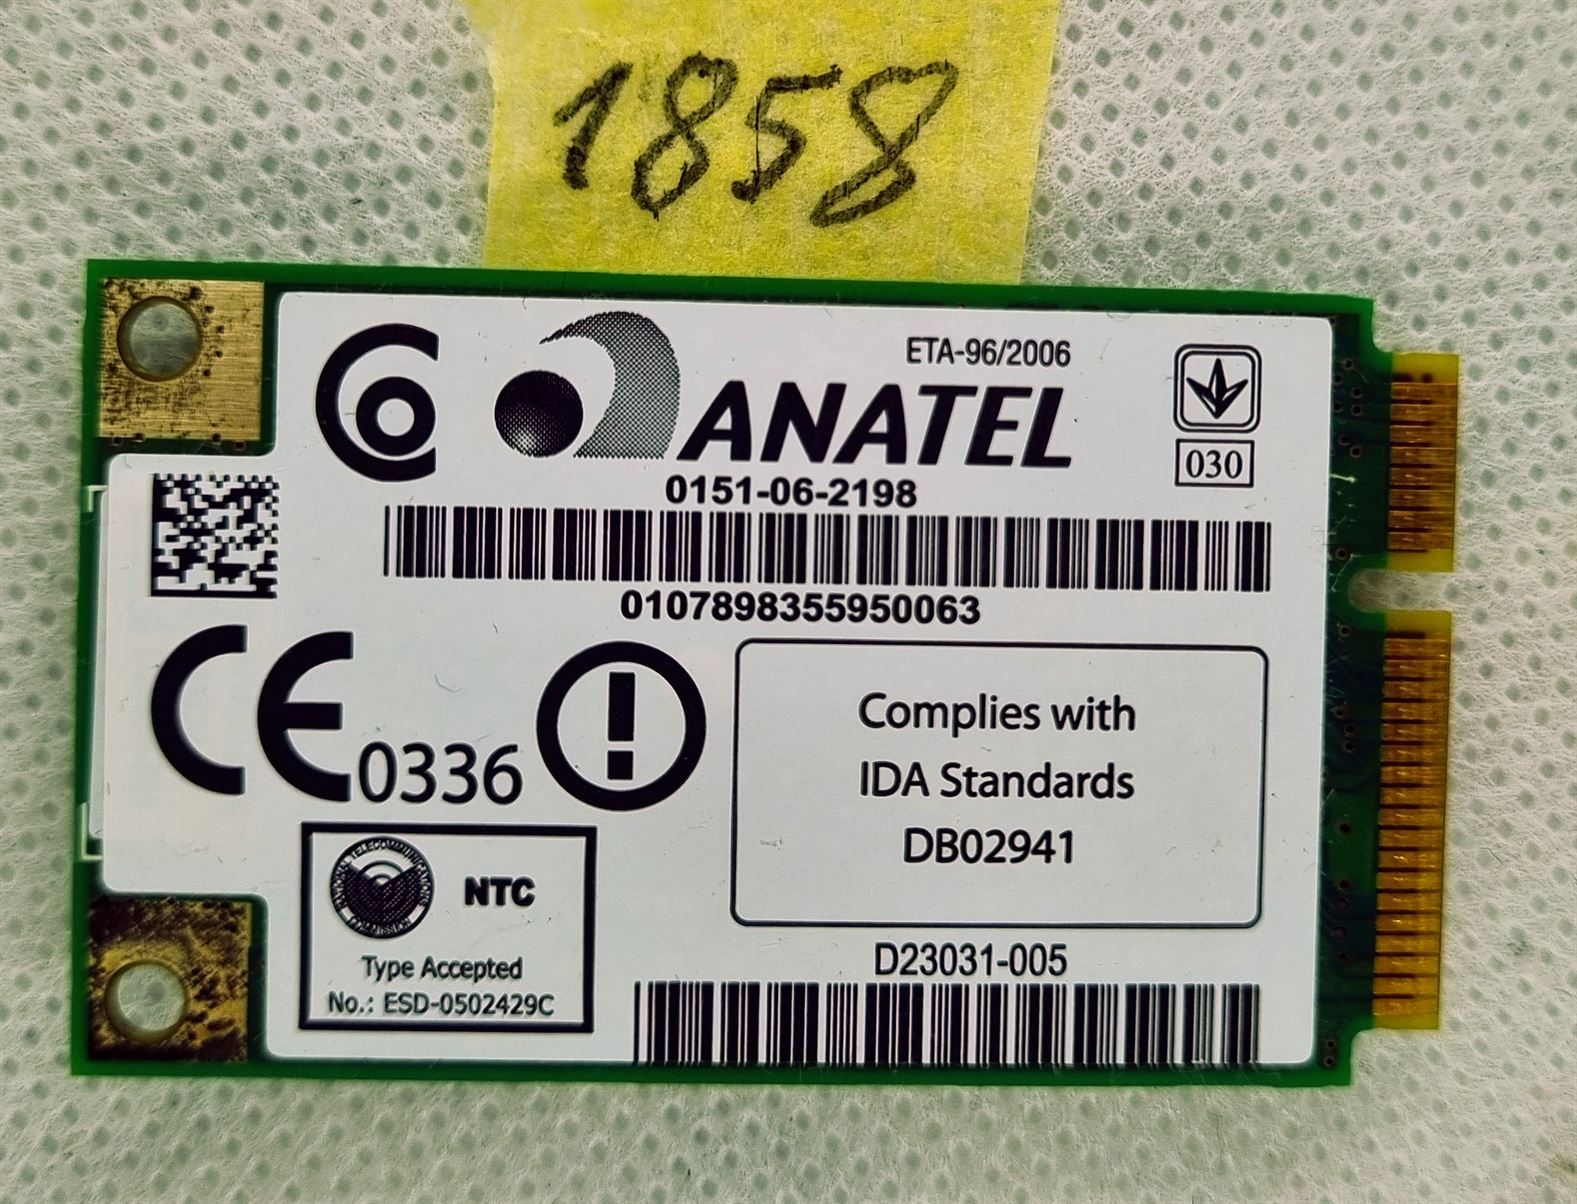 1858
ETA-96/2006
ANATEL
030
0151-06-2198
0107898355950063
CE 0336
Complies with
IDA Standards
DB02941
NTC
Type Accepted
No.: ESD-0502429C
D23031-005